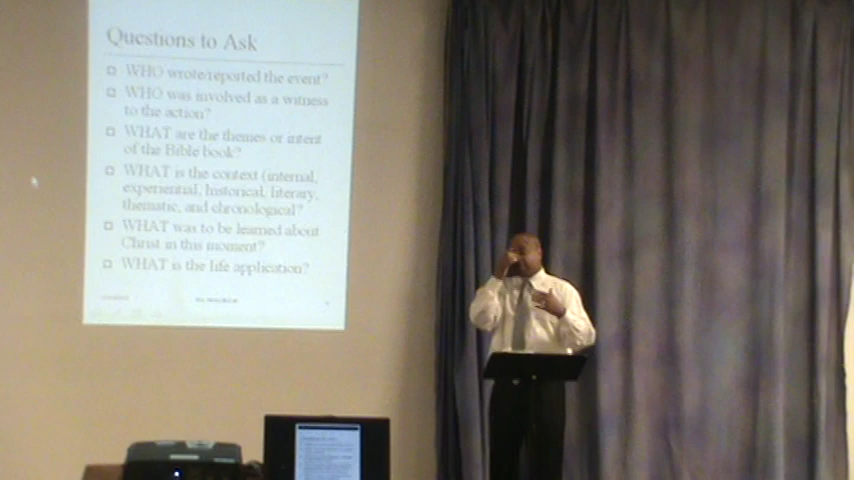 Questions to Ask
WHO wrote/reported the event?
WHO was involved as a witness
to the action?
WHAT are the themes or intent
of the Bible book?
WHAT is the context (internal,
experiential, historical, literary,
thematic, and chronological?
WHAT was to be learned about
Christ in this moment?
WHAT is the life application?